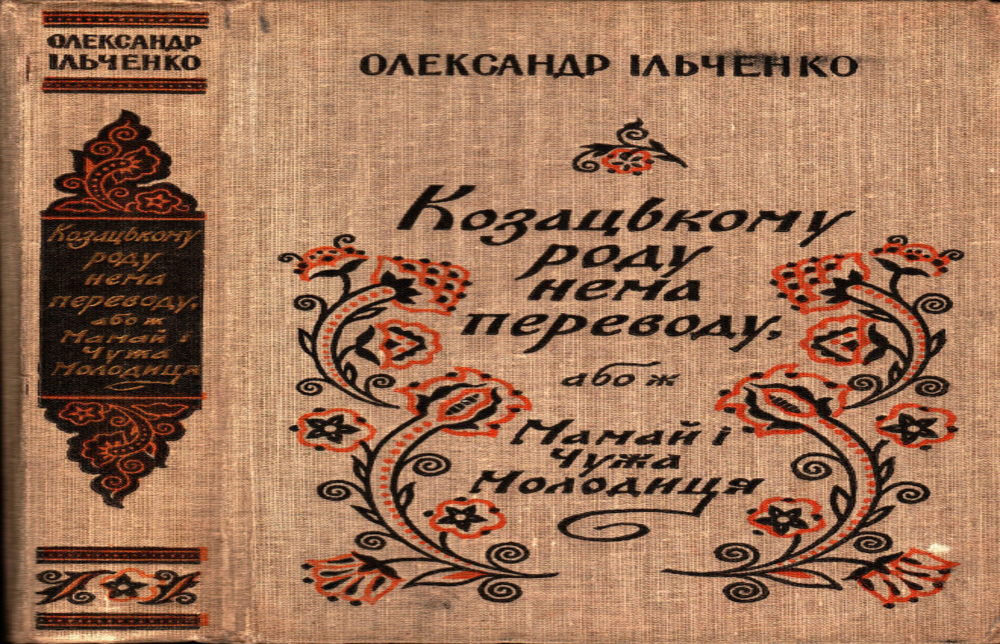 ОЛЕКСАНДР
ІЛЬЧЕНКО
Козацькому
роду
нема
переводу,
або ж
Мамай і
Чужа
Молодиця
ОЛЕКСАНДР ІЛЬЧЕНКО
Козацькому
роду
нема
переводу,
або ж
Мамай і
Чужа
Молодиця